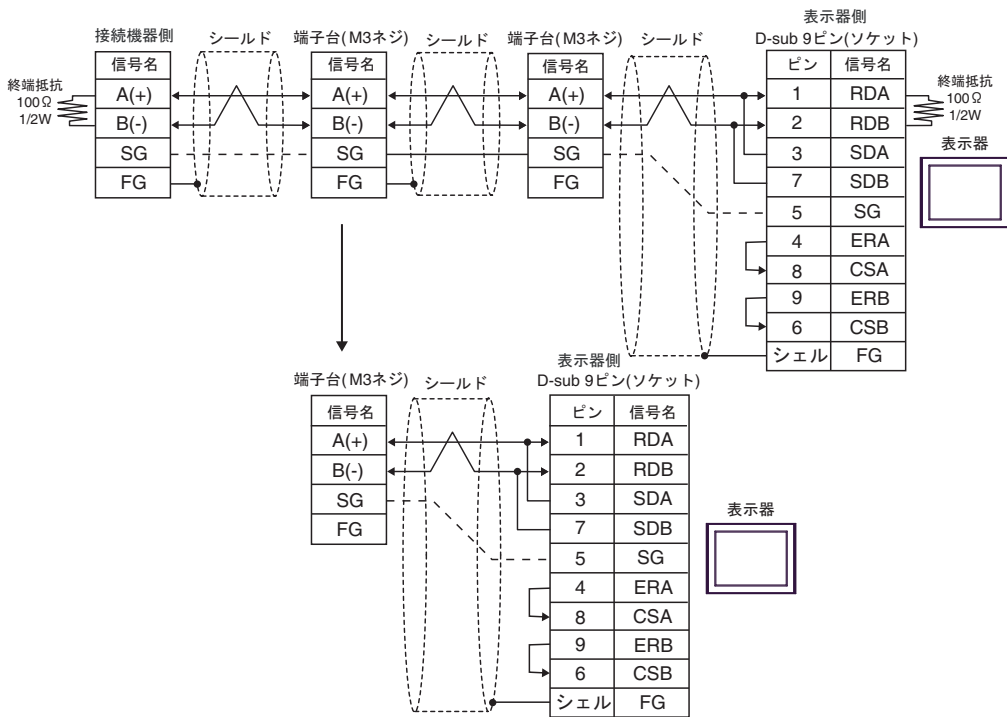 接続機器側
シールド
端子台(M3ネジ)
シールド
端子台(M3ネジ)
シールド
表示器側
D-sub 9ピン(ソケット)
終端抵抗
100Ω
1/2W
信号名
A(+)
B(-)
SG
FG
信号名
A(+)
B(-)
SG
FG
信号名
A(+)
B(-)
SG
FG
ピン 信号名
1 RDA
2 RDB
3 SDA
7 SDB
5 SG
4 ERA
8 CSA
9 ERB
6 CSB
シェル FG
終端抵抗
100Ω
1/2W
表示器
端子台(M3ネジ)
シールド
表示器側
D-sub 9ピン(ソケット)
信号名
A(+)
B(-)
SG
FG
ピン 信号名
1 RDA
2 RDB
3 SDA
7 SDB
5 SG
4 ERA
8 CSA
9 ERB
6 CSB
シェル FG
表示器